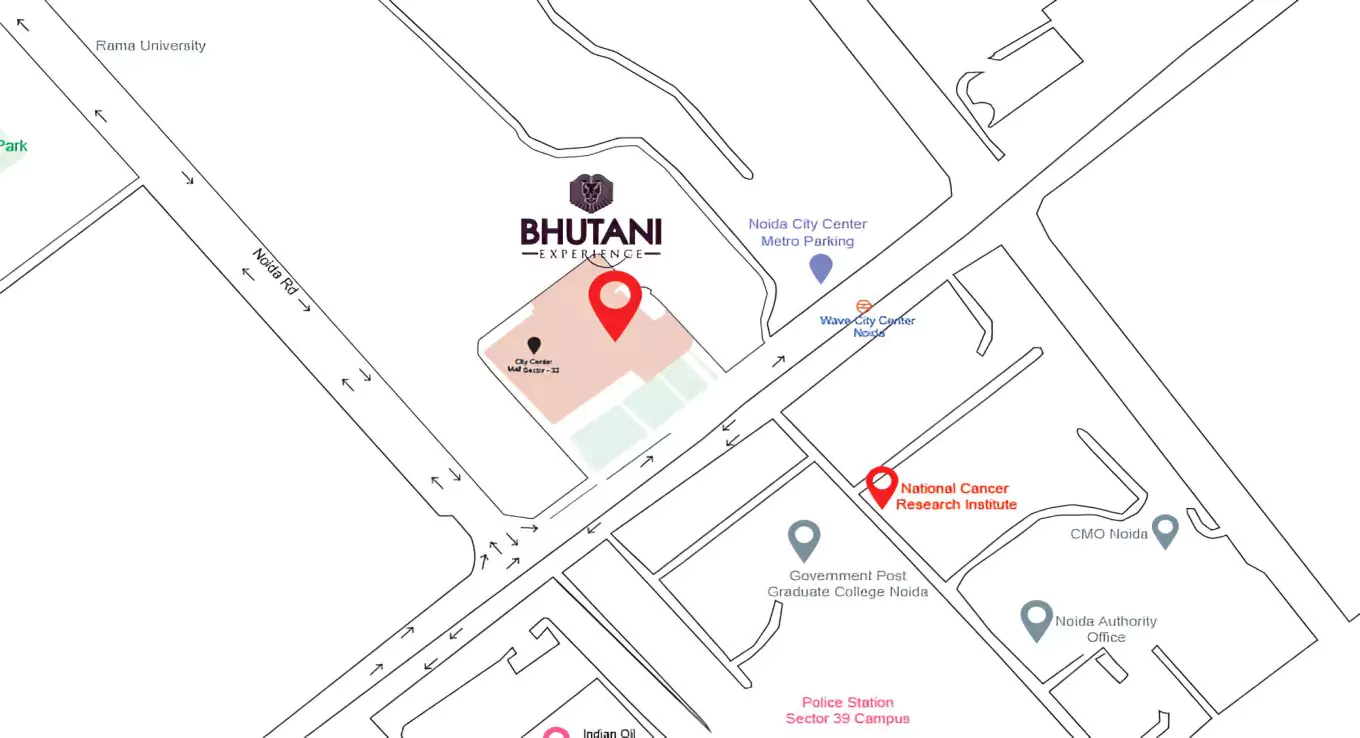 Rama University
Park
Noida Rd
BHUTANI
EXPERIENCE
City Center
Mall Sector - 32
Noida City Center
Metro Parking
Wave City Center
Noida
National Cancer
Research Institute
CMO Noida
Government Post
Graduate College Noida
Noida Authority
Office
Police Station
Sector 39 Campus
Indian Oil